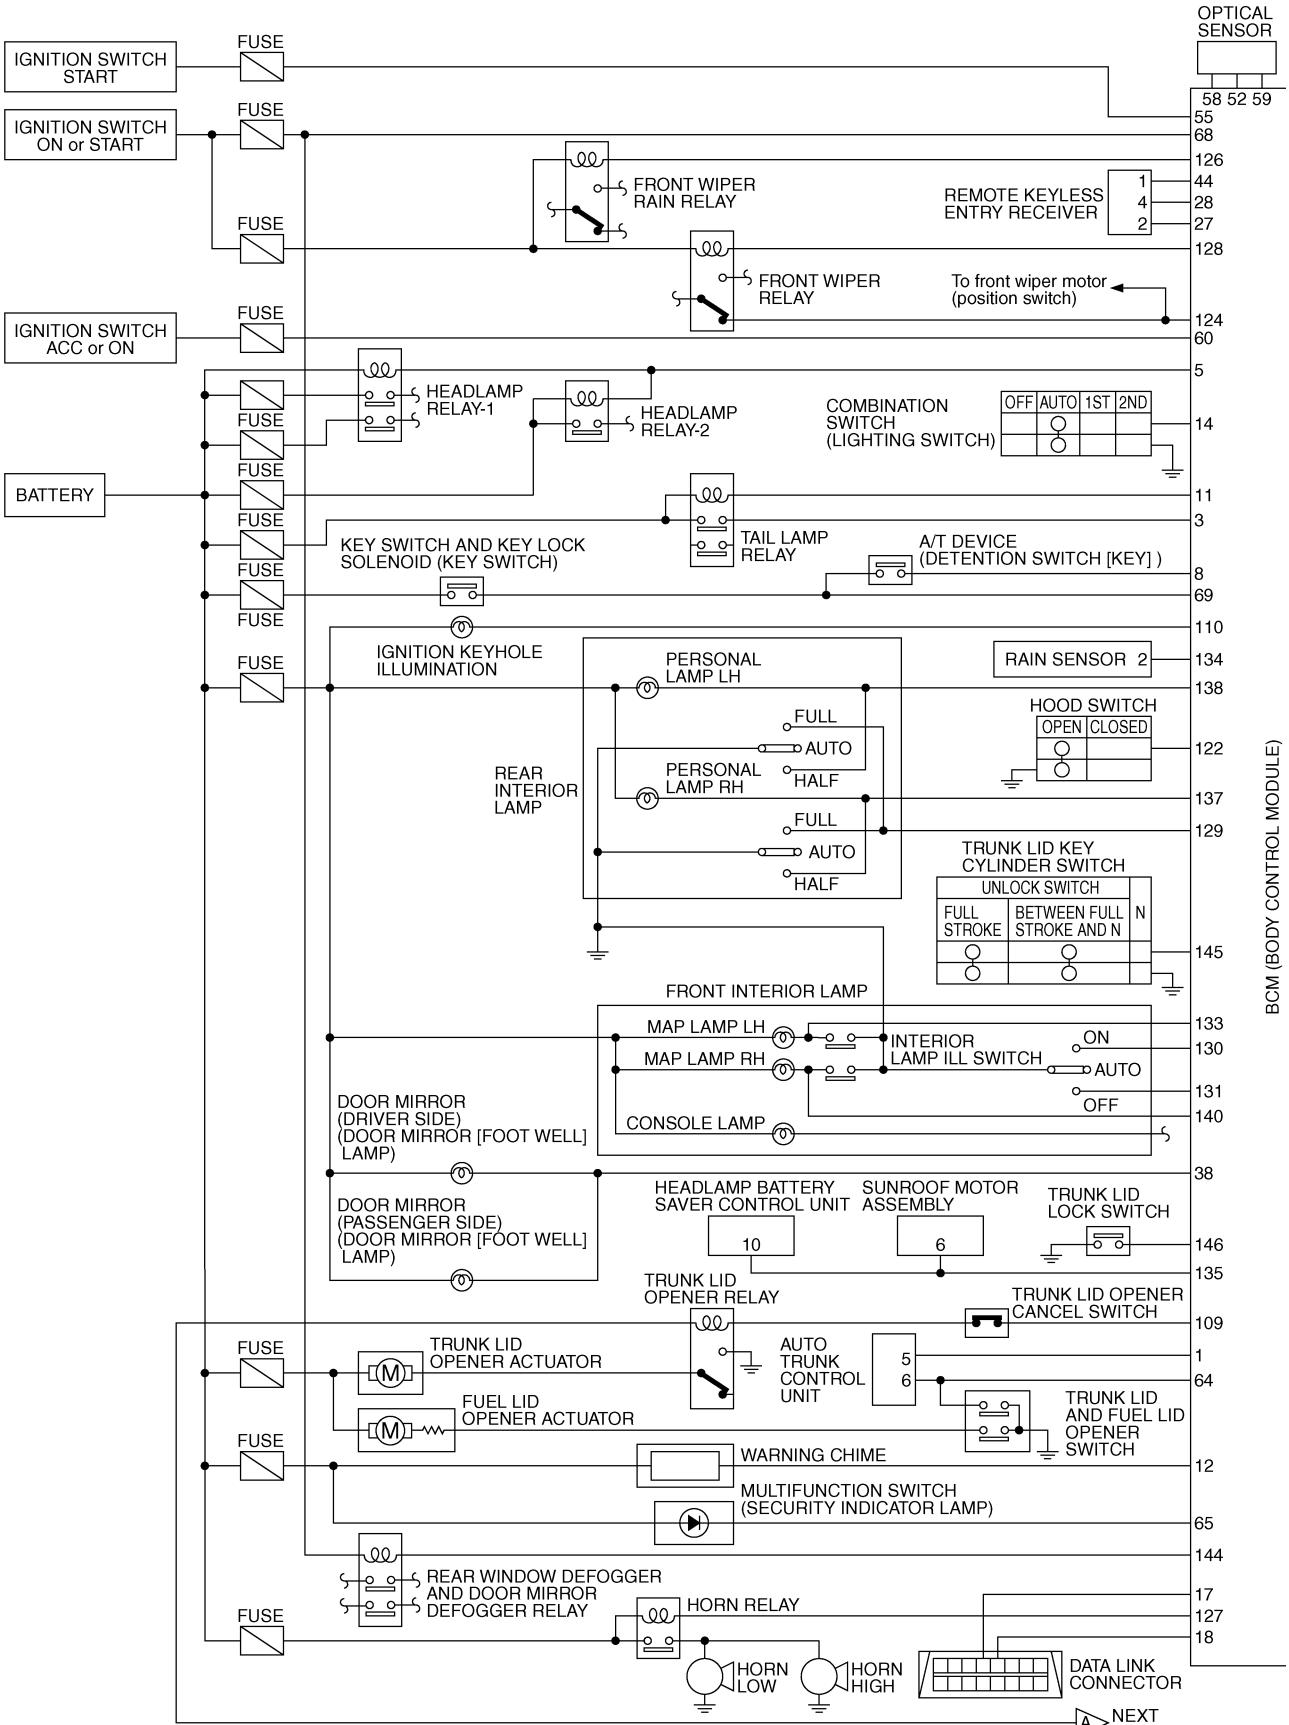 OPTICAL
SENSOR
58 52 59
FUSE
IGNITION SWITCH
START
55
FUSE
IGNITION SWITCH
ON or START
68
126
FRONT WIPER
RAIN RELAY
REMOTE KEYLESS
ENTRY RECEIVER
1
4
2
44
28
27
FUSE
128
FRONT WIPER
RELAY
To front wiper motor
(position switch)
124
FUSE
IGNITION SWITCH
ACC or ON
60
5
HEADLAMP
RELAY-1
FUSE
HEADLAMP
RELAY-2
COMBINATION
SWITCH
(LIGHTING SWITCH)
OFF AUTO 1ST 2ND
14
FUSE
BATTERY
11
FUSE
3
TAIL LAMP
RELAY
KEY SWITCH AND KEY LOCK
SOLENOID (KEY SWITCH)
A/T DEVICE
(DETENTION SWITCH [KEY] )
8
FUSE
69
FUSE
110
IGNITION KEYHOLE
ILLUMINATION
RAIN SENSOR 2
134
FUSE
PERSONAL
LAMP LH
138
HOOD SWITCH
OPEN CLOSED
122
FULL
AUTO
HALF
REAR
INTERIOR
LAMP
PERSONAL
LAMP RH
137
FULL
129
AUTO
HALF
TRUNK LID KEY
CYLINDER SWITCH
UNLOCK SWITCH
FULL
STROKE
BETWEEN FULL
STROKE AND N
N
145
BCM (BODY CONTROL MODULE)
FRONT INTERIOR LAMP
MAP LAMP LH
133
MAP LAMP RH
INTERIOR
LAMP ILL SWITCH
ON
130
AUTO
131
OFF
140
CONSOLE LAMP
DOOR MIRROR
(DRIVER SIDE)
(DOOR MIRROR [FOOT WELL]
LAMP)
38
DOOR MIRROR
(PASSENGER SIDE)
(DOOR MIRROR [FOOT WELL]
LAMP)
HEADLAMP BATTERY
SAVER CONTROL UNIT
10
SUNROOF MOTOR
ASSEMBLY
6
TRUNK LID
LOCK SWITCH
146
135
TRUNK LID
OPENER RELAY
TRUNK LID OPENER
CANCEL SWITCH
109
FUSE
TRUNK LID
OPENER ACTUATOR
M
AUTO
TRUNK
CONTROL
UNIT
5
6
1
64
FUEL LID
OPENER ACTUATOR
M
TRUNK LID
AND FUEL LID
OPENER
SWITCH
FUSE
WARNING CHIME
12
MULTIFUNCTION SWITCH
(SECURITY INDICATOR LAMP)
65
144
REAR WINDOW DEFOGGER
AND DOOR MIRROR
DEFOGGER RELAY
17
FUSE
HORN RELAY
127
18
HORN
LOW
HORN
HIGH
DATA LINK
CONNECTOR
A
NEXT